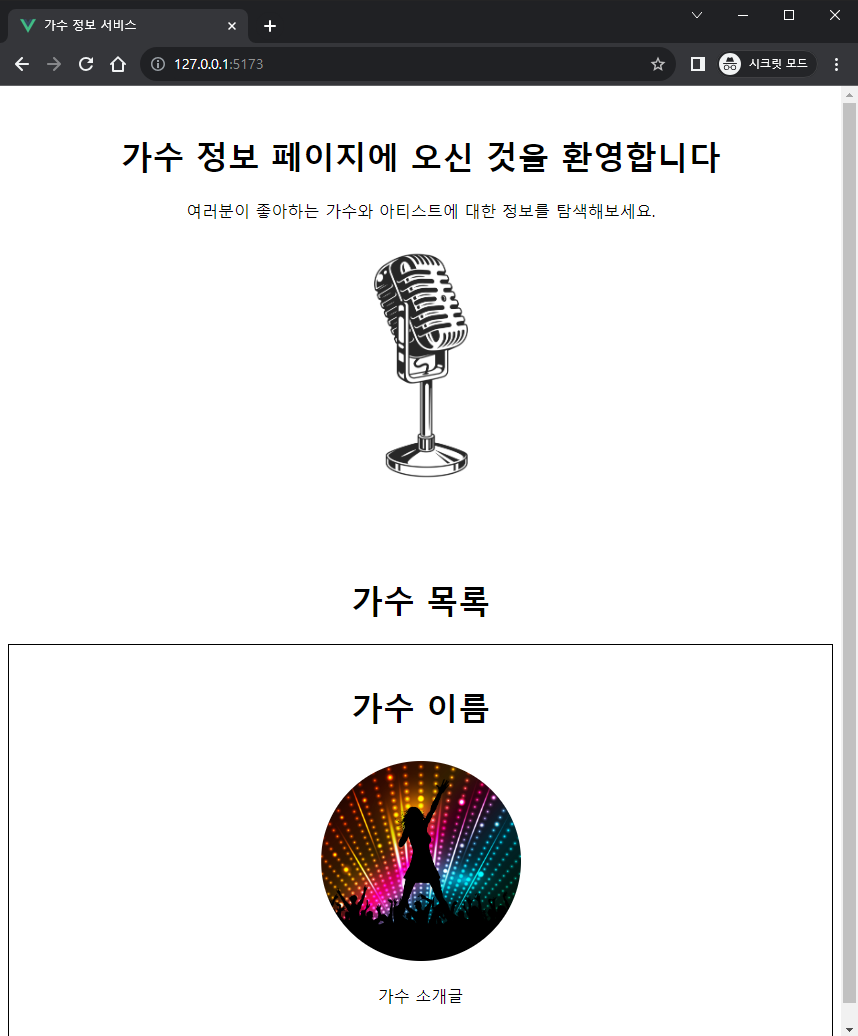 가수 정보 서비스
127.0.0.1:5173
시크릿 모드
가수 정보 페이지에 오신 것을 환영합니다
여러분이 좋아하는 가수와 아티스트에 대한 정보를 탐색해보세요.
가수 목록
가수 이름
가수 소개글